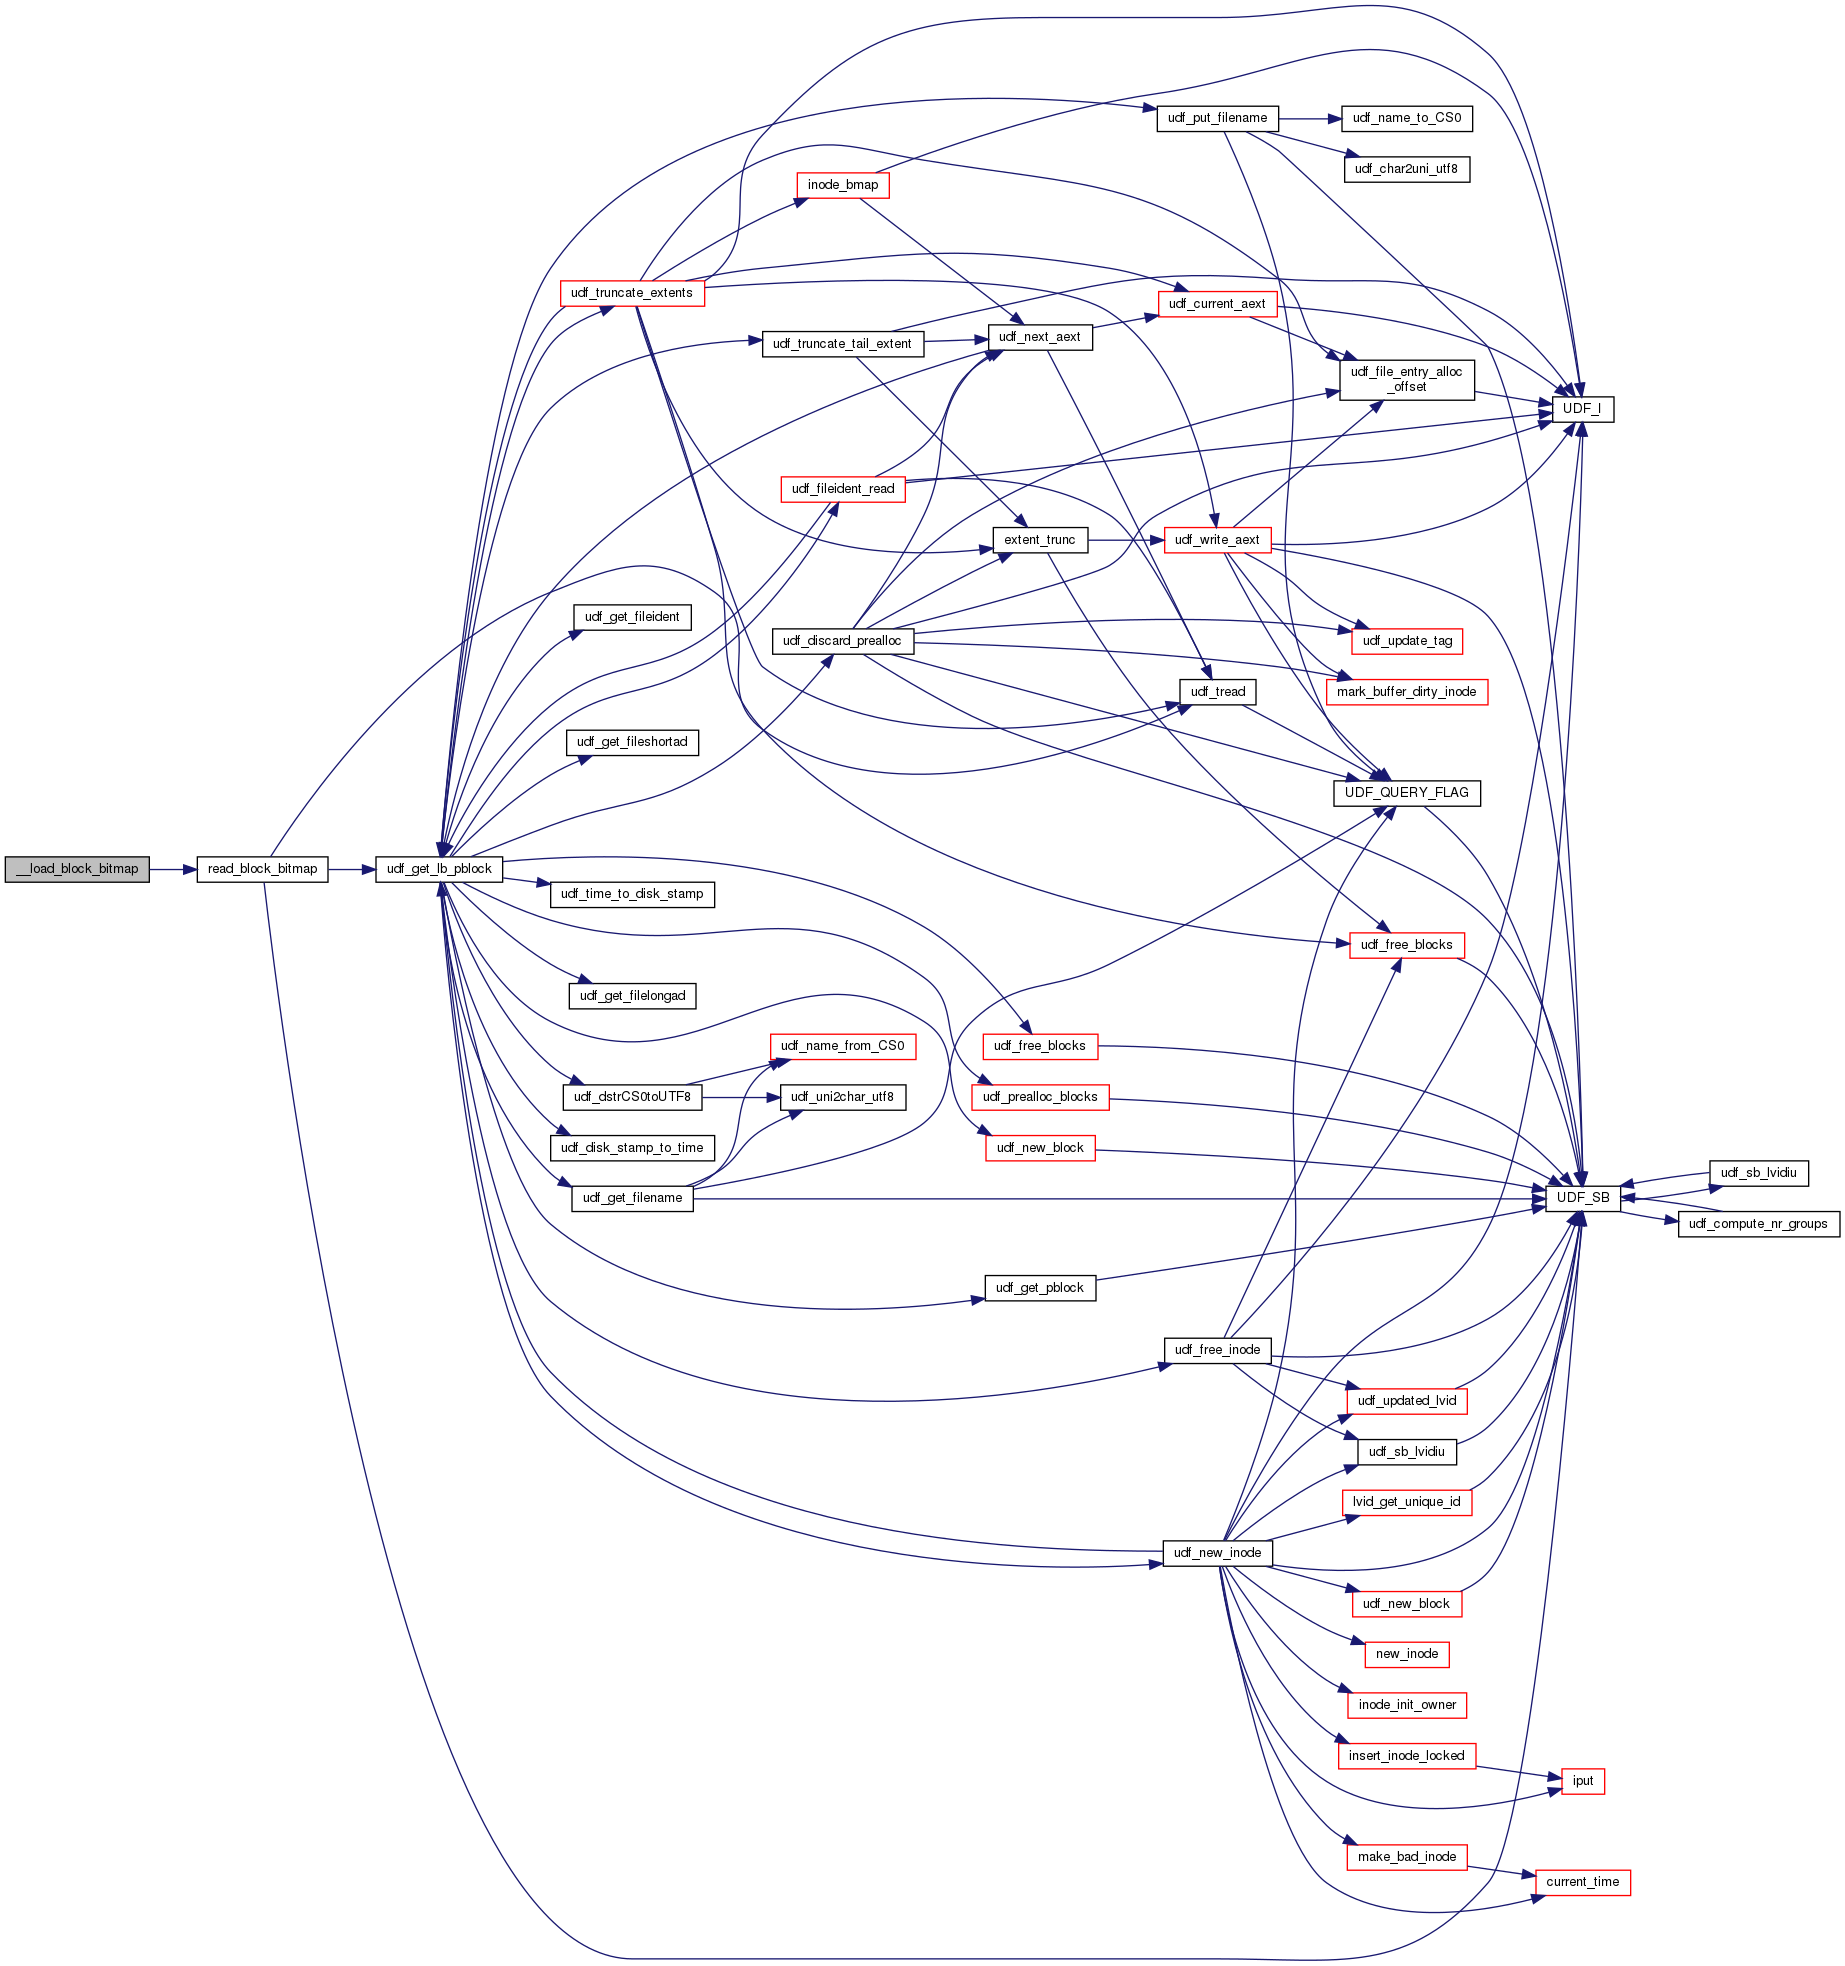 __load_block_bitmap
read_block_bitmap
udf_get_lb_pblock
udf_truncate_extents
udf_get_fileident
udf_get_fileshortad
udf_time_to_disk_stamp
udf_get_filelongad
udf_dstrCS0toUTF8
udf_disk_stamp_to_time
udf_get_filename
inode_bmap
udf_truncate_tail_extent
udf_fileident_read
udf_discard_prealloc
udf_name_from_CS0
udf_uni2char_utf8
udf_next_aext
extent_trunc
udf_free_blocks
udf_prealloc_blocks
udf_new_block
udf_get_pblock
udf_put_filename
udf_current_aext
udf_write_aext
udf_tread
udf_free_inode
udf_new_inode
udf_name_to_CS0
udf_char2uni_utf8
udf_file_entry_alloc
_offset
udf_update_tag
mark_buffer_dirty_inode
UDF_QUERY_FLAG
udf_free_blocks
udf_updated_lvid
udf_sb_lvidiu
lvid_get_unique_id
udf_new_block
new_inode
inode_init_owner
insert_inode_locked
make_bad_inode
UDF_I
UDF_SB
iput
current_time
udf_sb_lvidiu
udf_compute_nr_groups